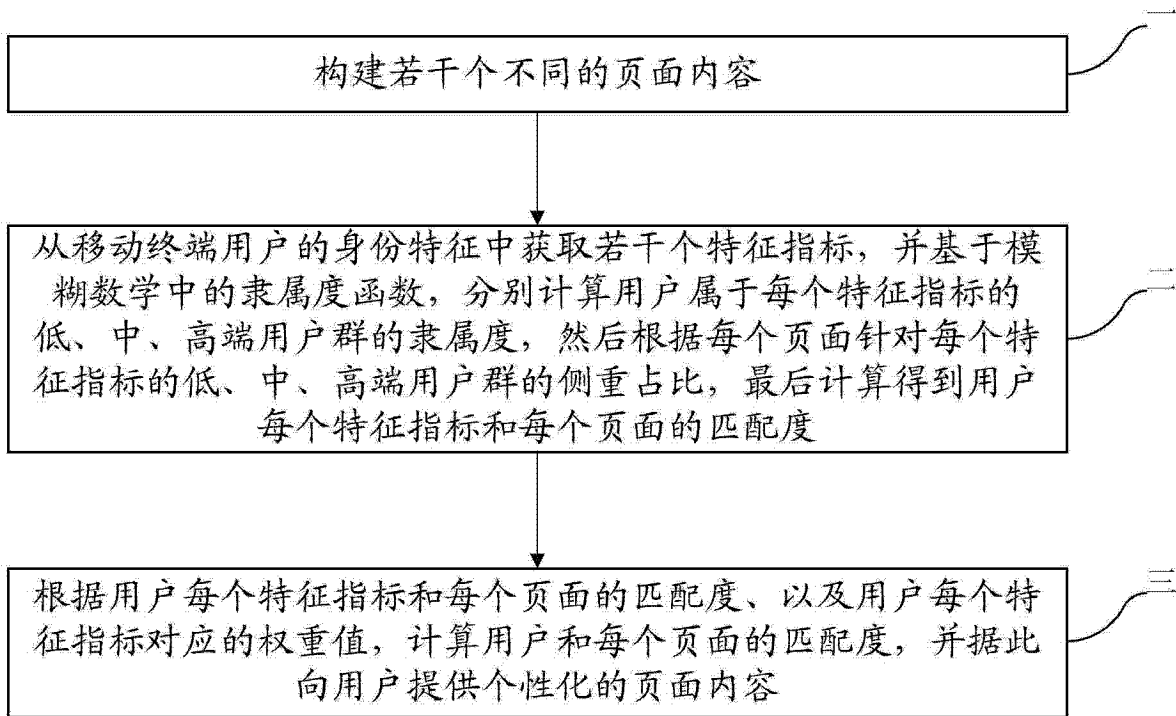 一
构建若干个不同的页面内容
从移动终端用户的身份特征中获取若干个特征指标，并基于模
糊数学中的隶属度函数，分别计算用户属于每个特征指标的
低、中、高端用户群的隶属度，然后根据每个页面针对每个特
征指标的低、中、高端用户群的侧重占比，最后计算得到用户
每个特征指标和每个页面的匹配度
二
根据用户每个特征指标和每个页面的匹配度、以及用户每个特
征指标对应的权重值，计算用户和每个页面的匹配度，并据此
向用户提供个性化的页面内容
三